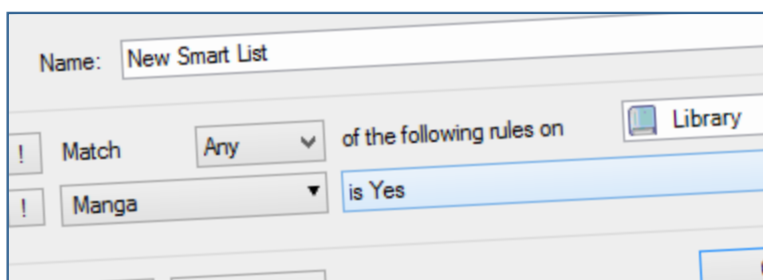 Name: New Smart List
! Match Any of the following rules on Library
! Manga is Yes